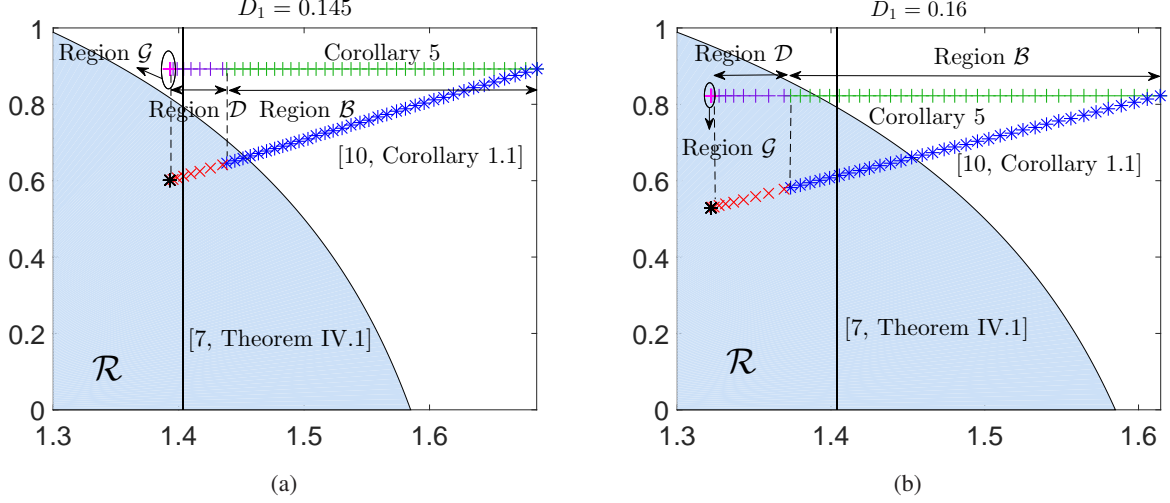 D₁ = 0.145
1
0.8
0.6
0.4
0.2
0
1.3
1.4
1.5
1.6
Region 𝒢
Corollary 5
Region 𝒟
Region ℬ
[10, Corollary 1.1]
[7, Theorem IV.1]
ℛ
(a)
D₁ = 0.16
1
0.8
0.6
0.4
0.2
0
1.3
1.4
1.5
1.6
Region 𝒟
Region ℬ
Corollary 5
Region 𝒢
[10, Corollary 1.1]
[7, Theorem IV.1]
ℛ
(b)